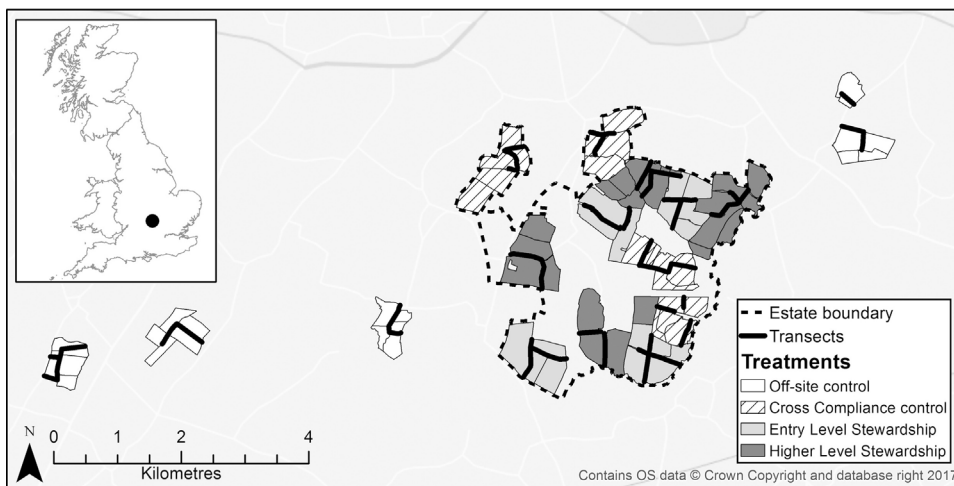 Estate boundary
Transects
Treatments
Off-site control
Cross Compliance control
Entry Level Stewardship
Higher Level Stewardship
N
0 1 2 4
Kilometres
Contains OS data © Crown Copyright and database right 2017